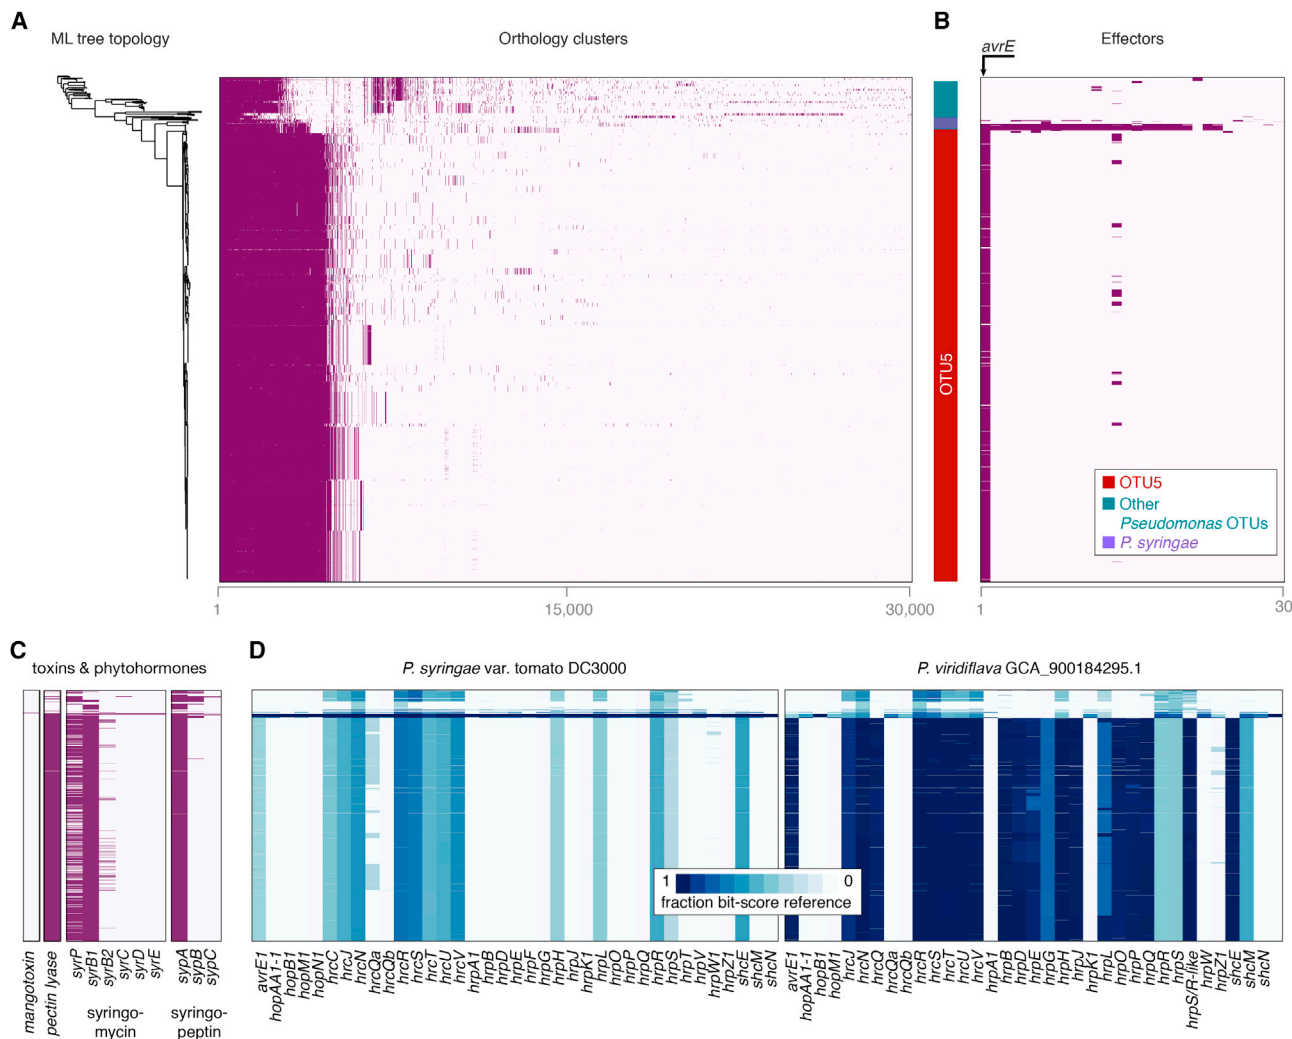 A
B
ML tree topology
Orthology clusters
Effectors
avrE
OTU5
OTU5
Other
Pseudomonas OTUs
P. syringae
1
15,000
30,000
1
30
C
D
toxins & phytohormones
P. syringae var. tomato DC3000
P. viridiflava GCA_900184295.1
1
0
fraction bit-score reference
mangotoxin
pectin lyase
syrP
syrB1
syrB2
syrC
syrD
syrE
sypA
sypB
sypC
syringo-
mycin
syringo-
peptin
avrE1
hopAA1-1
hopB1
hopM1
hopN1
hrcC
hrcJ
hrcN
hrcQa
hrcQb
hrcR
hrcS
hrcT
hrcU
hrcV
hrpA1
hrpB
hrpD
hrpE
hrpF
hrpG
hrpH
hrpJ
hrpK1
hrpL
hrpO
hrpP
hrpQ
hrpR
hrpS
hrpT
hrpV
hrpW1
hrpZ1
shcE
shcM
shcN
avrE1
hopAA1-1
hopB1
hopM1
hrcJ
hrcN
hrcQ
hrcQa
hrcQb
hrcR
hrcS
hrcT
hrcU
hrcV
hrpA1
hrpB
hrpD
hrpE
hrpG
hrpH
hrpJ
hrpK1
hrpL
hrpO
hrpP
hrpQ
hrpR
hrpS
hrpS/R-like
hrpW
hrpZ1
shcE
shcM
shcN